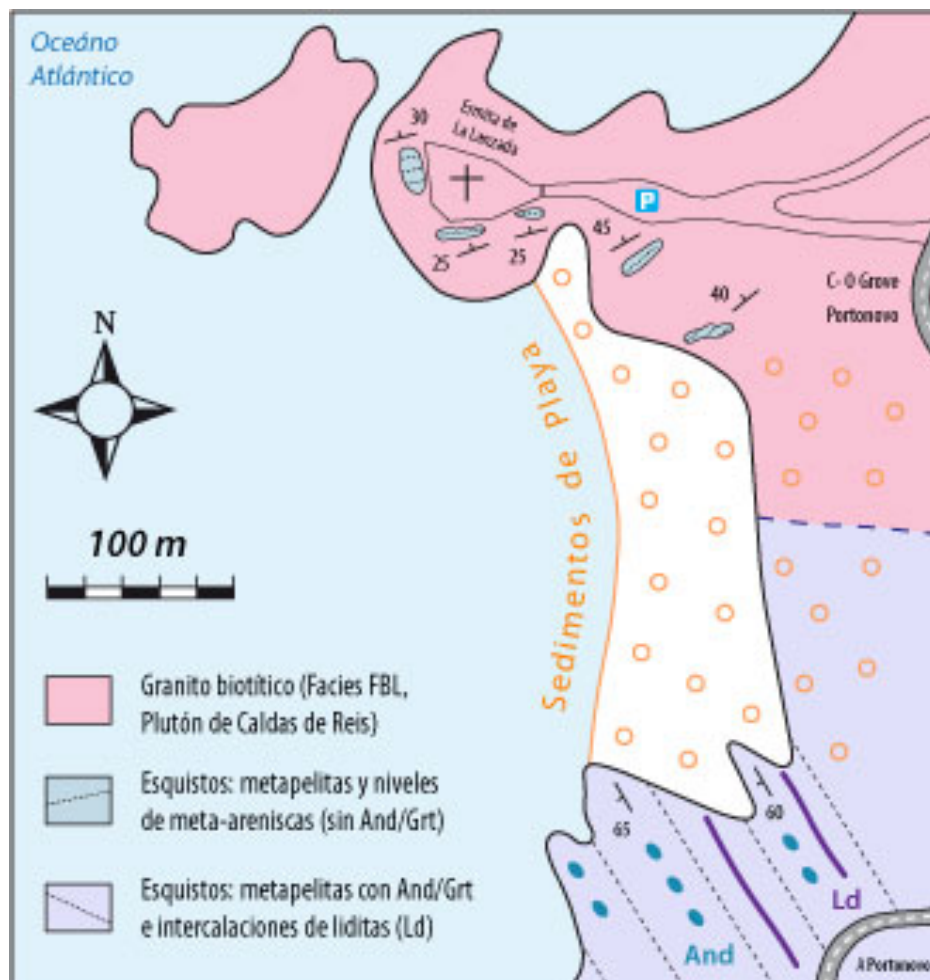 Océano
Atlántico
30
Ermita de
La Lanzada
P
45
25
25
40
C- O Grove
Portonovo
N
Sedimentos de Playa
100 m
Granito biotítico (Facies FBL,
Plutón de Caldas de Reis)
Esquistos: metapelitas y niveles
de meta-areniscas (sin And/Grt)
Esquistos: metapelitas con And/Grt
e intercalaciones de liditas (Ld)
65
60
Ld
And
A Portonovo